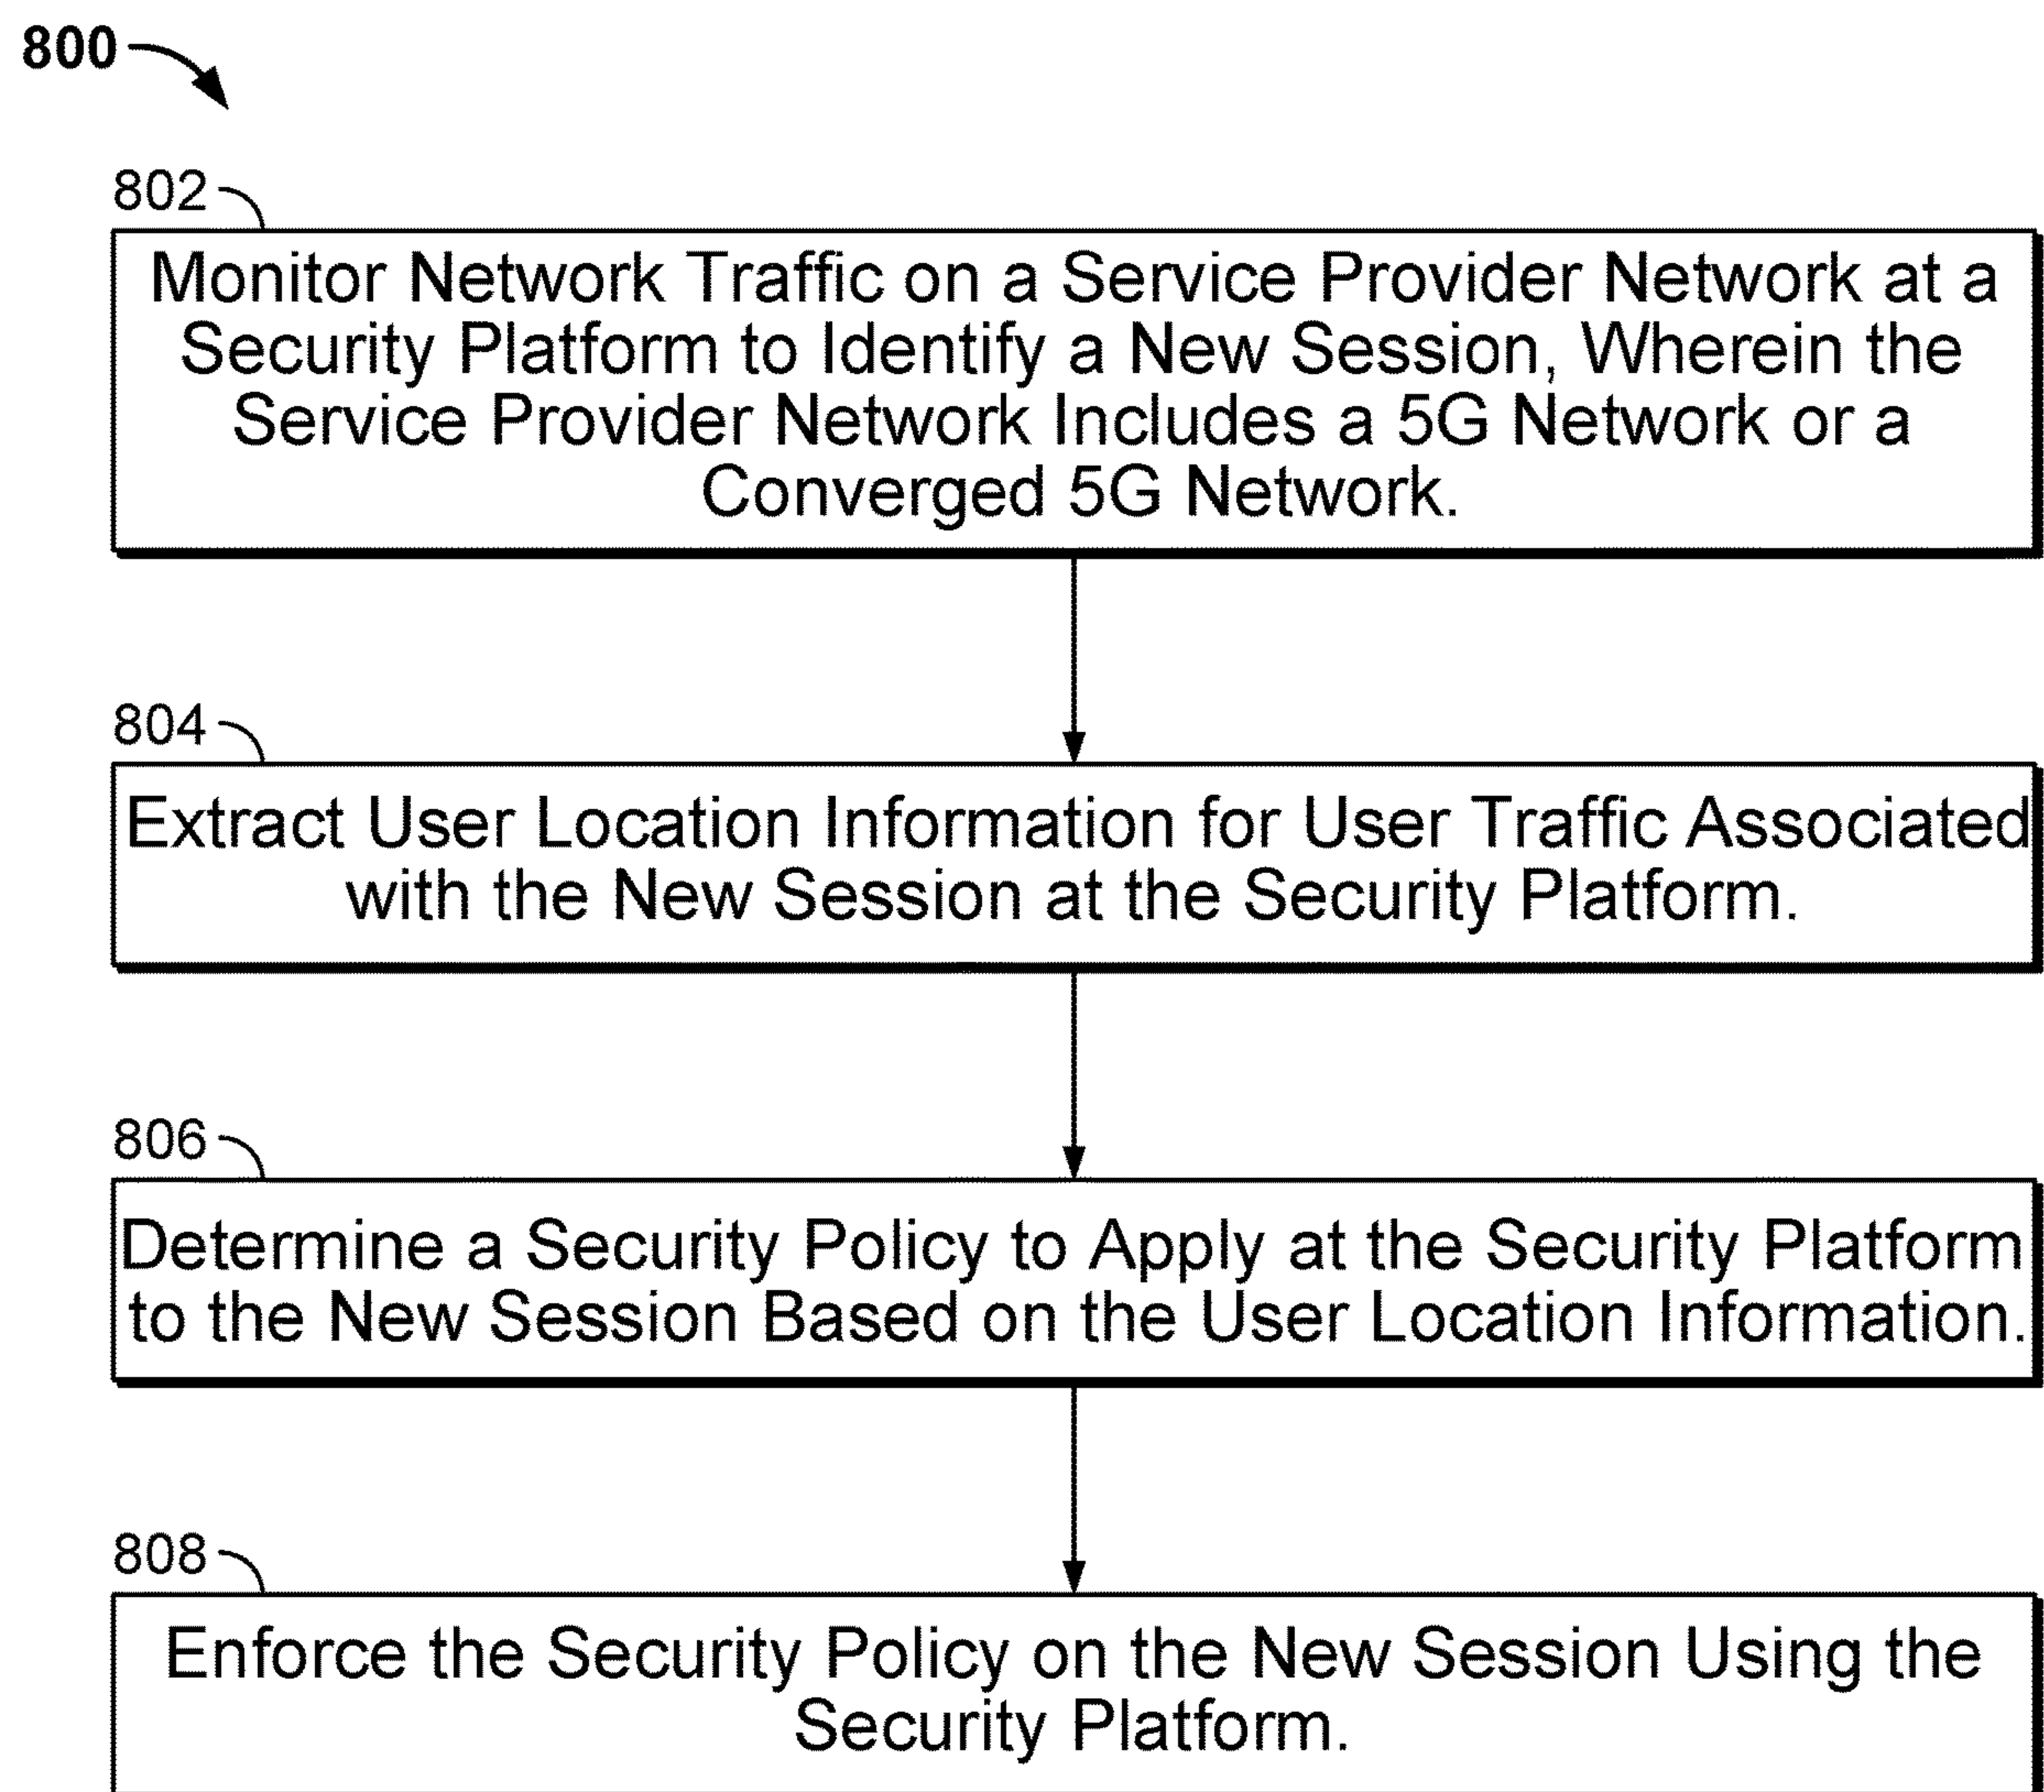 800
802
Monitor Network Traffic on a Service Provider Network at a
Security Platform to Identify a New Session, Wherein the
Service Provider Network Includes a 5G Network or a
Converged 5G Network.
804
Extract User Location Information for User Traffic Associated
with the New Session at the Security Platform.
806
Determine a Security Policy to Apply at the Security Platform
to the New Session Based on the User Location Information.
808
Enforce the Security Policy on the New Session Using the
Security Platform.